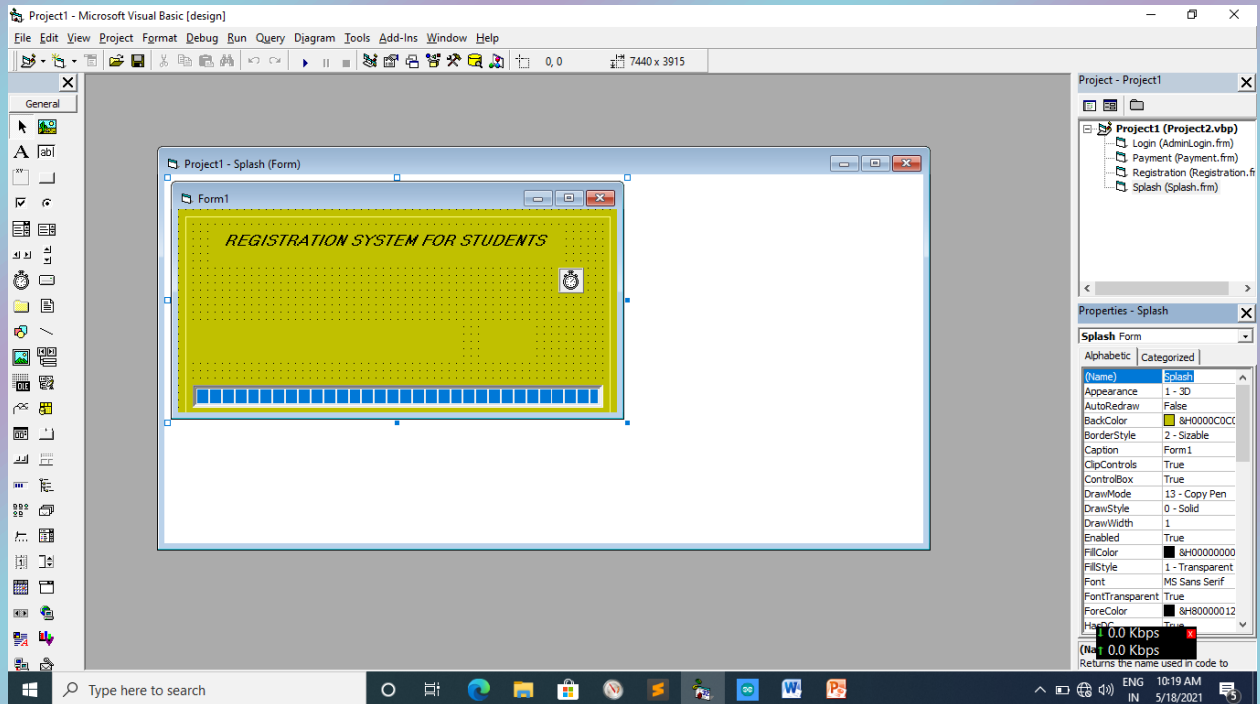 Project1 - Microsoft Visual Basic [design]
File Edit View Project Format Debug Run Query Diagram Tools Add-Ins Window Help
0, 0 7440 x 3915
General
Project1 - Splash (Form)
Form1
REGISTRATION SYSTEM FOR STUDENTS
Project - Project1
Project1 (Project2.vbp)
Login (AdminLogin.frm)
Payment (Payment.frm)
Registration (Registration.f
Splash (Splash.frm)
Properties - Splash
Splash Form
Alphabetic Categorized
(Name) Splash
Appearance 1 - 3D
AutoRedraw False
BackColor &H0000C0C
BorderStyle 2 - Sizable
Caption Form1
ClipControls True
ControlBox True
DrawMode 13 - Copy Pen
DrawStyle 0 - Solid
DrawWidth 1
Enabled True
FillColor &H00000000
FillStyle 1 - Transparent
Font MS Sans Serif
FontTransparent True
ForeColor &H80000012
HasDC True
0.0 Kbps x
0.0 Kbps
Returns the name used in code to
Type here to search
ENG
IN
10:19 AM
5/18/2021
5